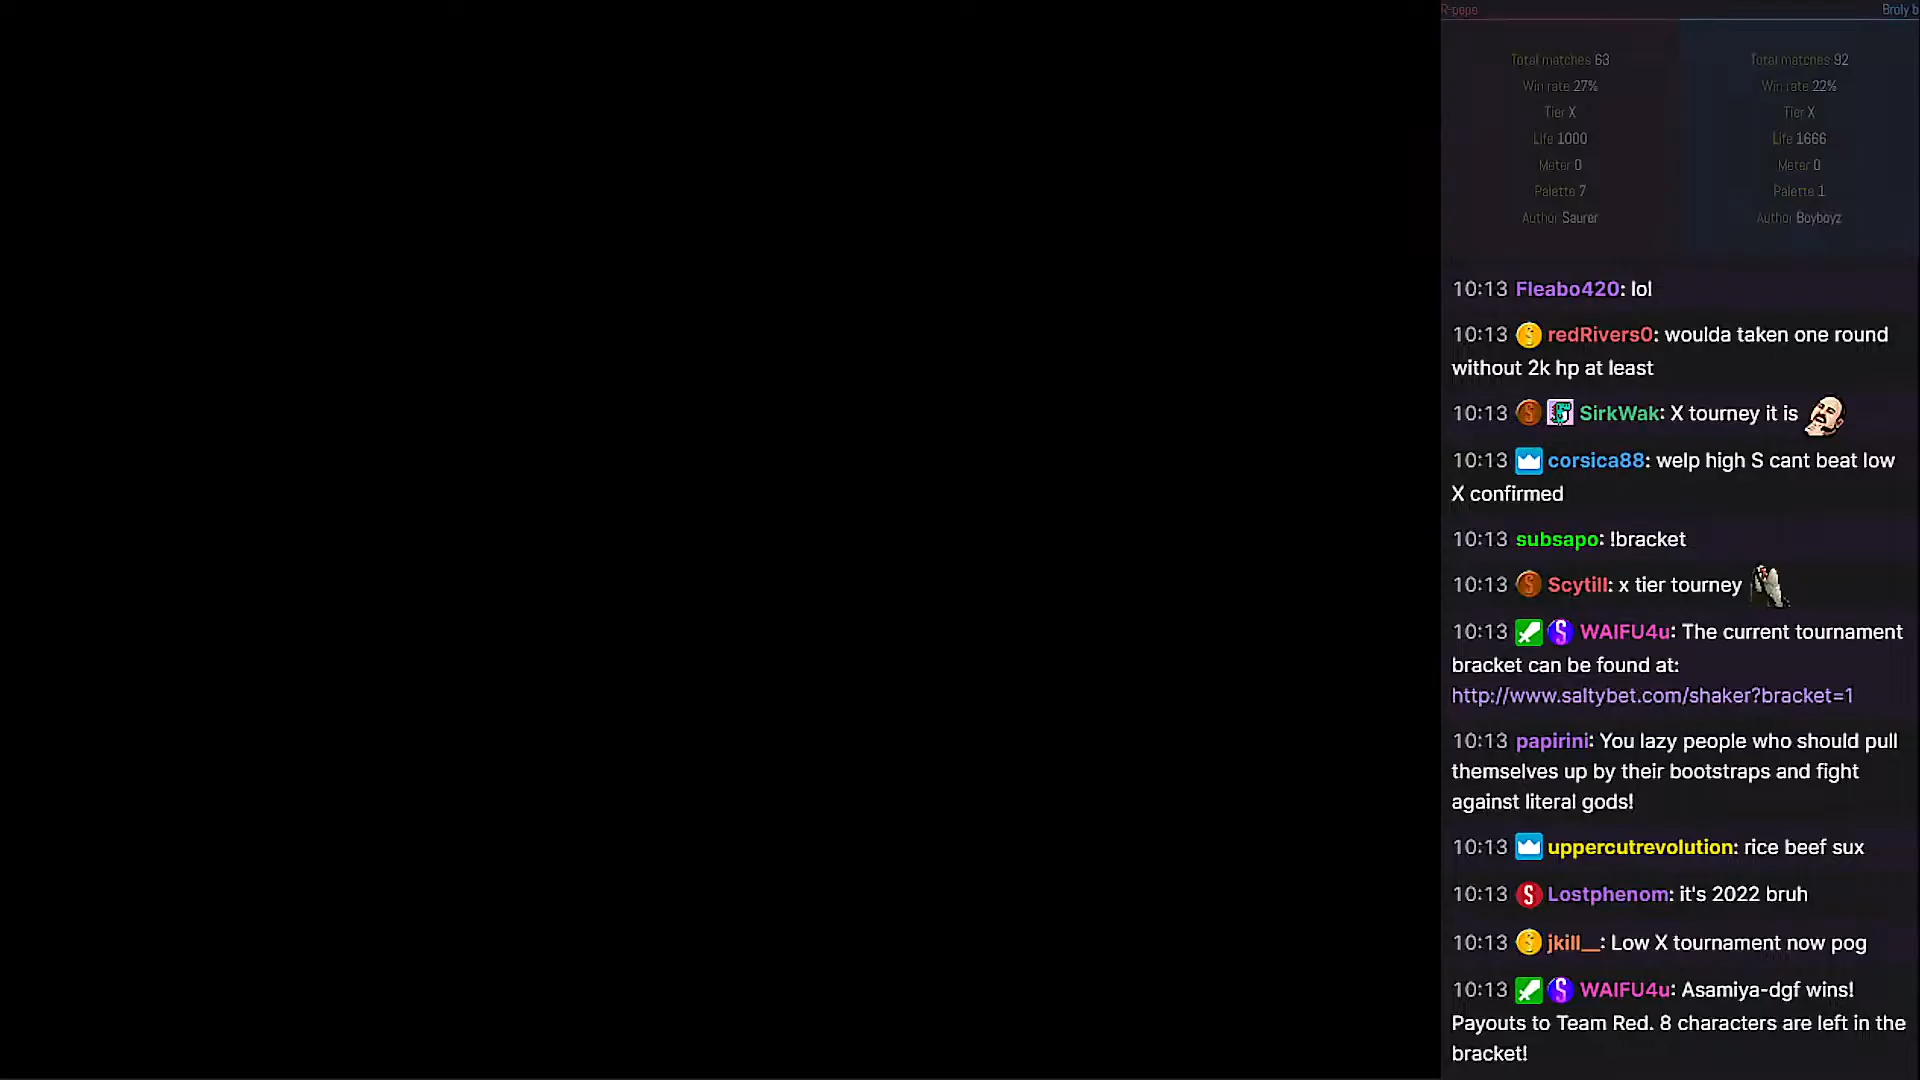 R-peps
Broly b
Total matches 63
Total matches 92
Win rate 27%
Win rate 22%
Tier X
Tier X
Life 1000
Life 1666
Meter 0
Meter 0
Palette 7
Palette 1
Author Saurer
Author Boyboyz
10:13 Fleabo420: lol
10:13 redRivers0: woulda taken one round
without 2k hp at least
10:13 SirkWak: X tourney it is
10:13 corsica88: welp high S cant beat low
X confirmed
10:13 subsapo: !bracket
10:13 Scytill: x tier tourney
10:13 WAIFU4u: The current tournament
bracket can be found at:
http://www.saltybet.com/shaker?bracket=1
10:13 papirini: You lazy people who should pull
themselves up by their bootstraps and fight
against literal gods!
10:13 uppercutrevolution: rice beef sux
10:13 Lostphenom: it's 2022 bruh
10:13 jkill__: Low X tournament now pog
10:13 WAIFU4u: Asamiya-dgf wins!
Payouts to Team Red. 8 characters are left in the
bracket!